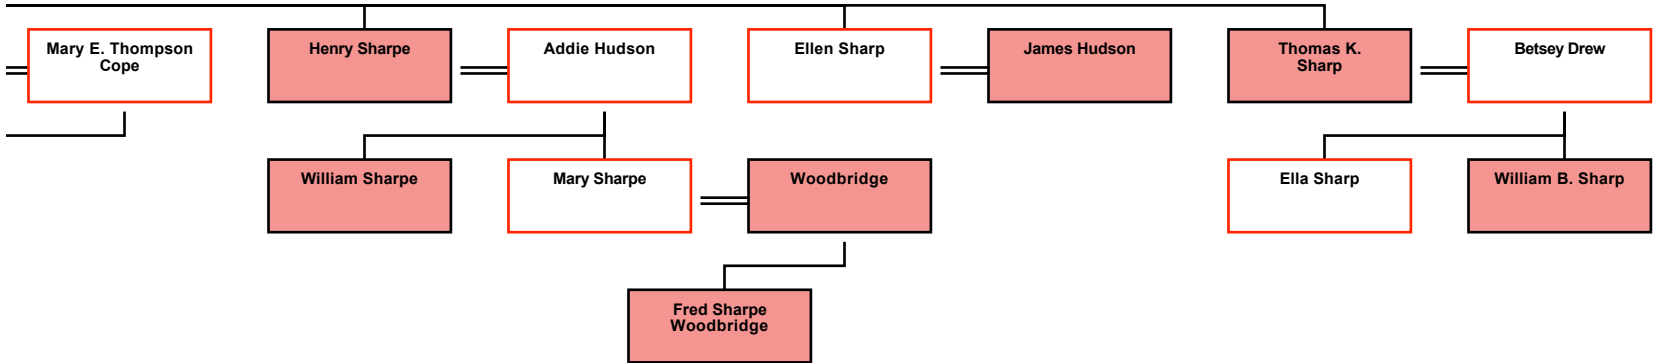 Mary E. Thompson
Cope
Henry Sharpe
Addie Hudson
Ellen Sharp
James Hudson
Thomas K.
Sharp
Betsey Drew
William Sharpe
Mary Sharpe
Woodbridge
Ella Sharp
William B. Sharp
Fred Sharpe
Woodbridge